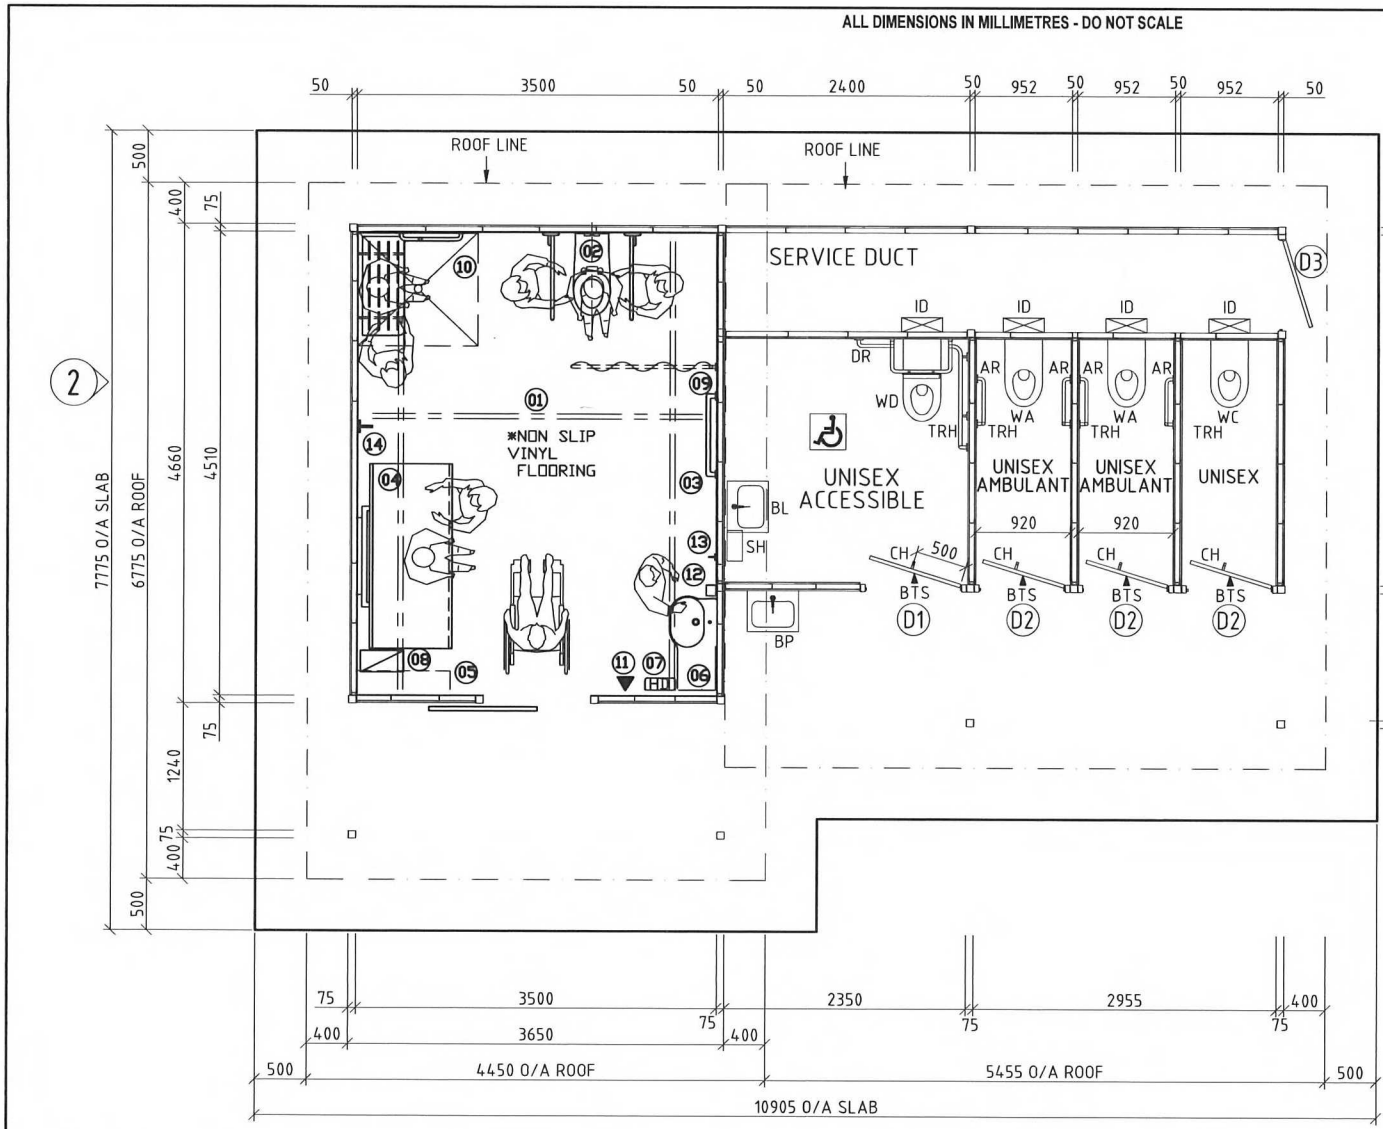 ALL DIMENSIONS IN MILLIMETRES - DO NOT SCALE
50
3500
50
50
2400
50
952
50
952
50
952
50
ROOF LINE
ROOF LINE
500
400
75
SERVICE DUCT
02
10
D3
ID
ID
ID
ID
DR
2
WD
AR
AR
AR
AR
WA
WA
WC
TRH
TRH
TRH
TRH
01
09
*NON SLIP
VINYL
FLOORING
14
04
03
UNISEX
ACCESSIBLE
UNISEX
AMBULANT
UNISEX
AMBULANT
UNISEX
7775 O/A SLAB
6775 O/A ROOF
4660
4510
BL
SH
13
12
920
920
CH
500
CH
CH
CH
BTS
BTS
BTS
BTS
D1
D2
D2
D2
BP
08
05
11
07
06
75
1240
75
400
500
75
3500
75
2350
75
2955
75
400
400
3650
400
500
4450 O/A ROOF
5455 O/A ROOF
500
10905 O/A SLAB